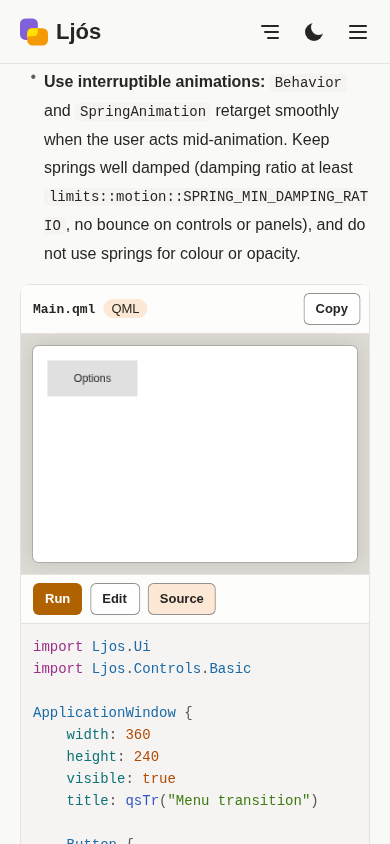 Ljós
• Use interruptible animations: Behavior
and SpringAnimation retarget smoothly
when the user acts mid-animation. Keep
springs well damped (damping ratio at least
limits::motion::SPRING_MIN_DAMPING_RAT
IO , no bounce on controls or panels), and do
not use springs for colour or opacity.
Main.qml QML Copy
Options
Run Edit Source
import Ljos.Ui
import Ljos.Controls.Basic
ApplicationWindow {
    width: 360
    height: 240
    visible: true
    title: qsTr("Menu transition")
    Button {